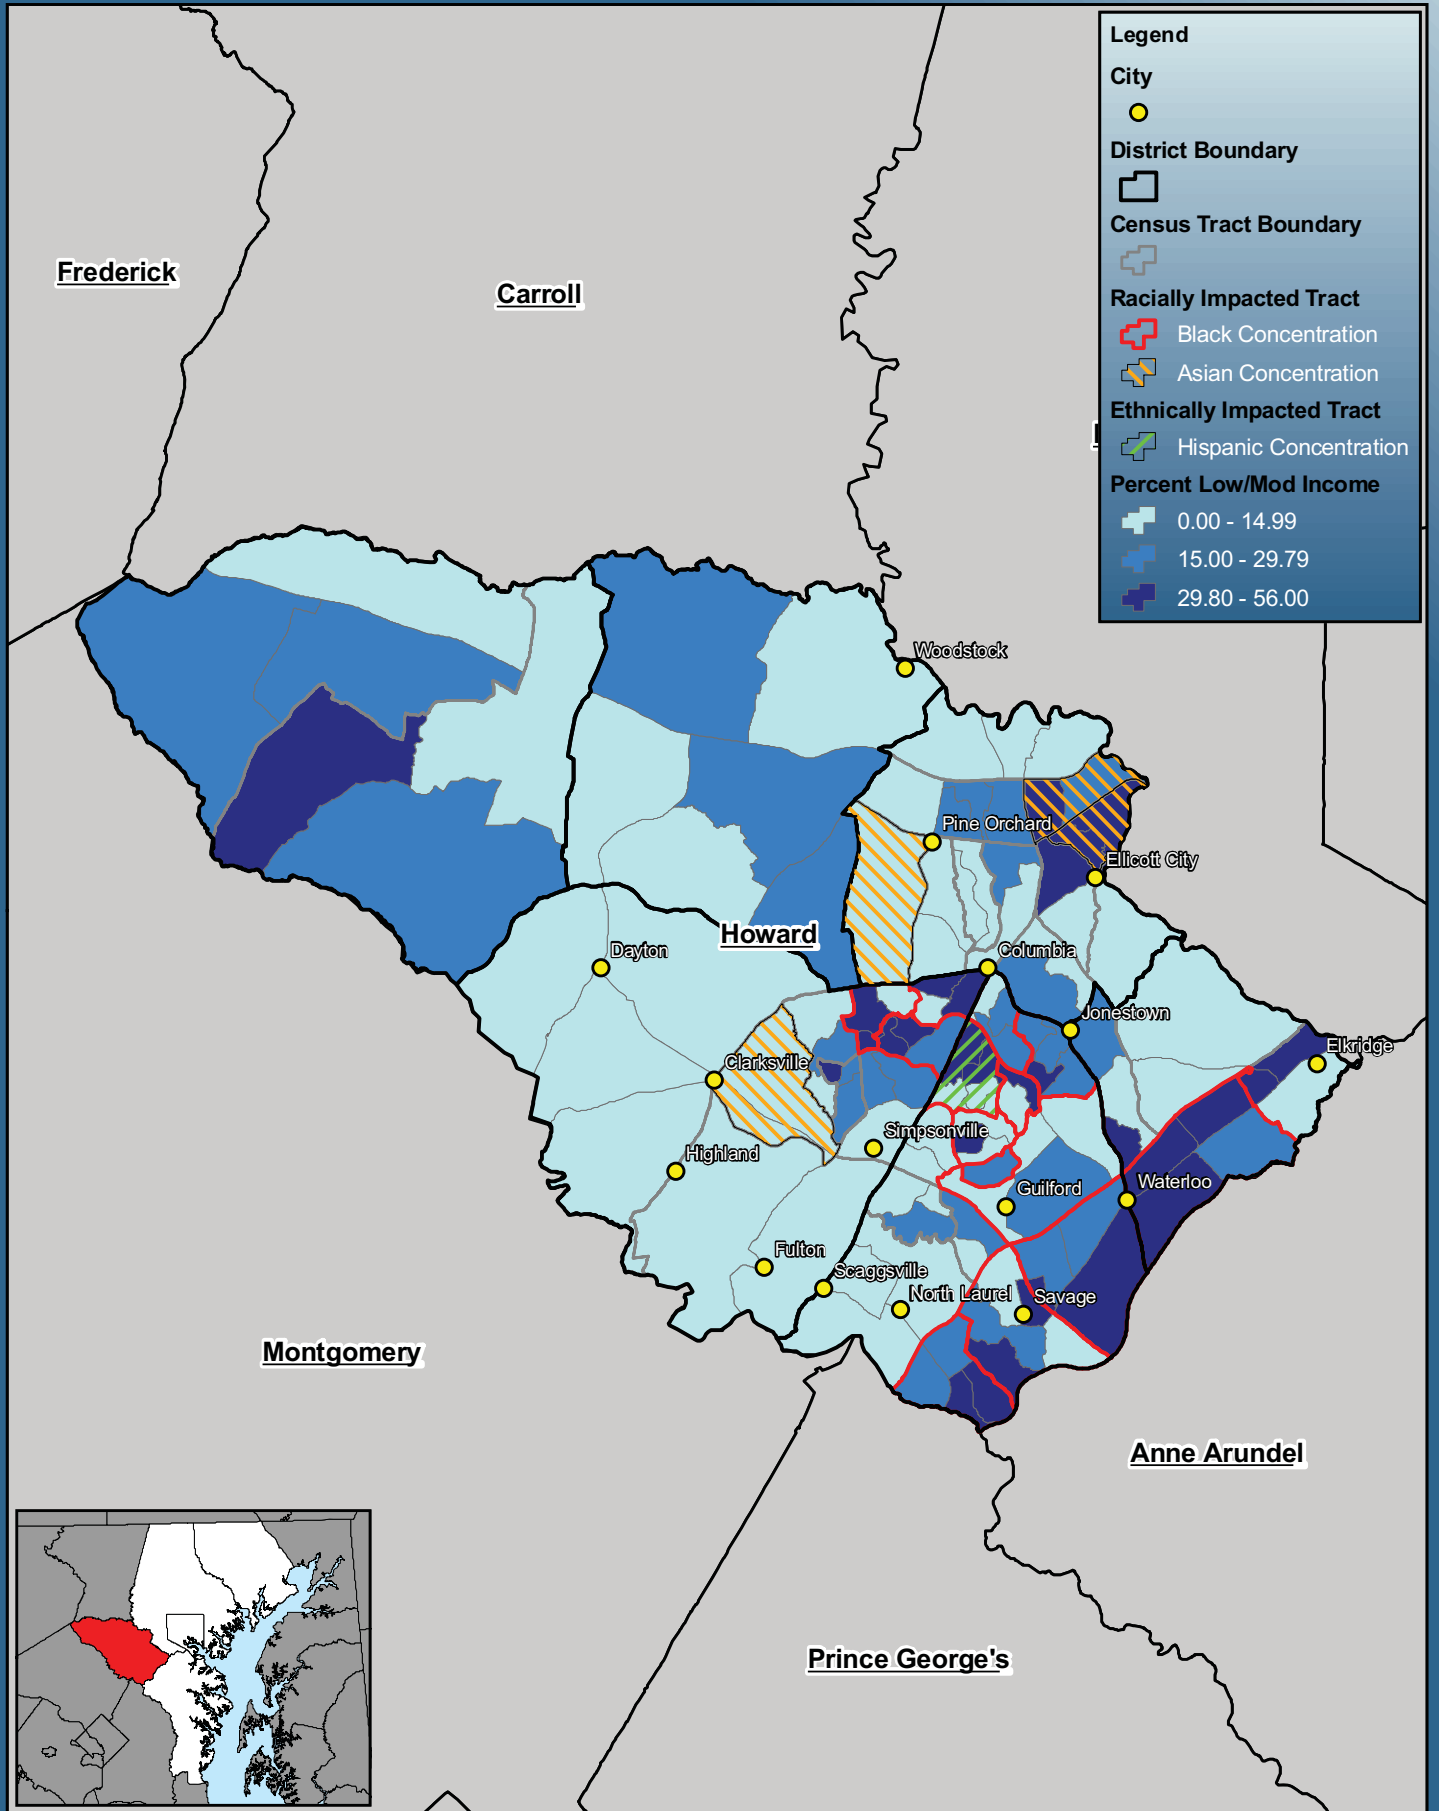 Legend
City
District Boundary
Census Tract Boundary
Racially Impacted Tract
Black Concentration
Asian Concentration
Ethnically Impacted Tract
Hispanic Concentration
Percent Low/Mod Income
0.00 - 14.99
15.00 - 29.79
29.80 - 56.00
Frederick
Carroll
Woodstock
Pine Orchard
Ellicott City
Howard
Dayton
Columbia
Jonestown
Elkridge
Clarksville
Simpsonville
Highland
Guilford
Waterloo
Fulton
Scaggsville
North Laurel
Savage
Montgomery
Anne Arundel
Prince George's